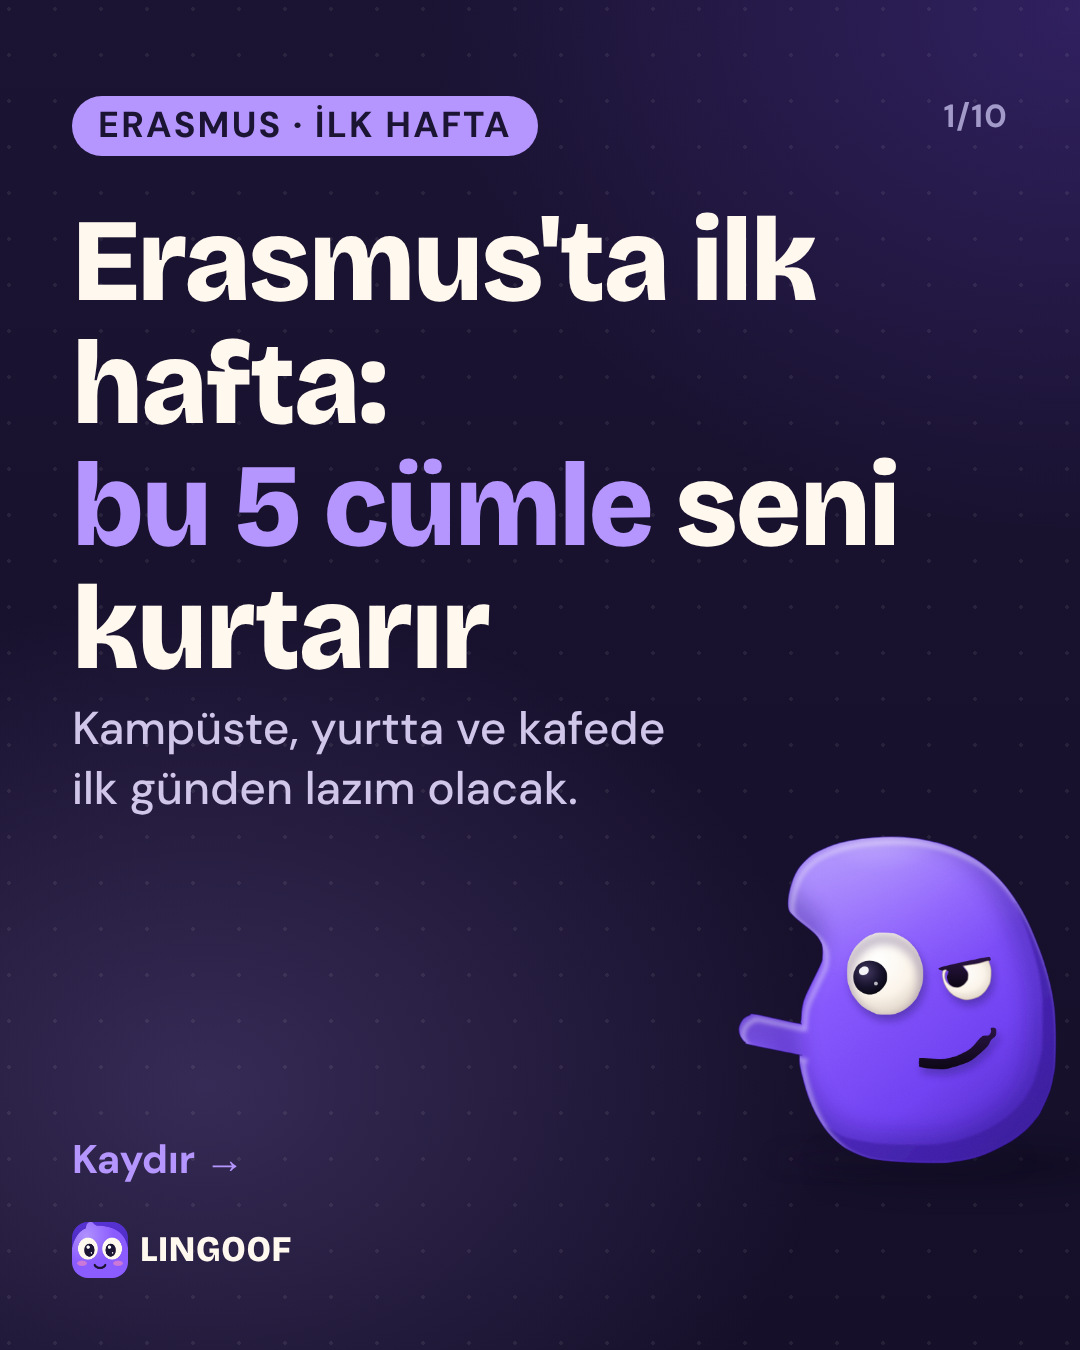 ERASMUS · İLK HAFTA
1/10
Erasmus'ta ilk
hafta:
bu 5 cümle seni
kurtarır
Kampüste, yurtta ve kafede
ilk günden lazım olacak.
Kaydır →
LINGOOF